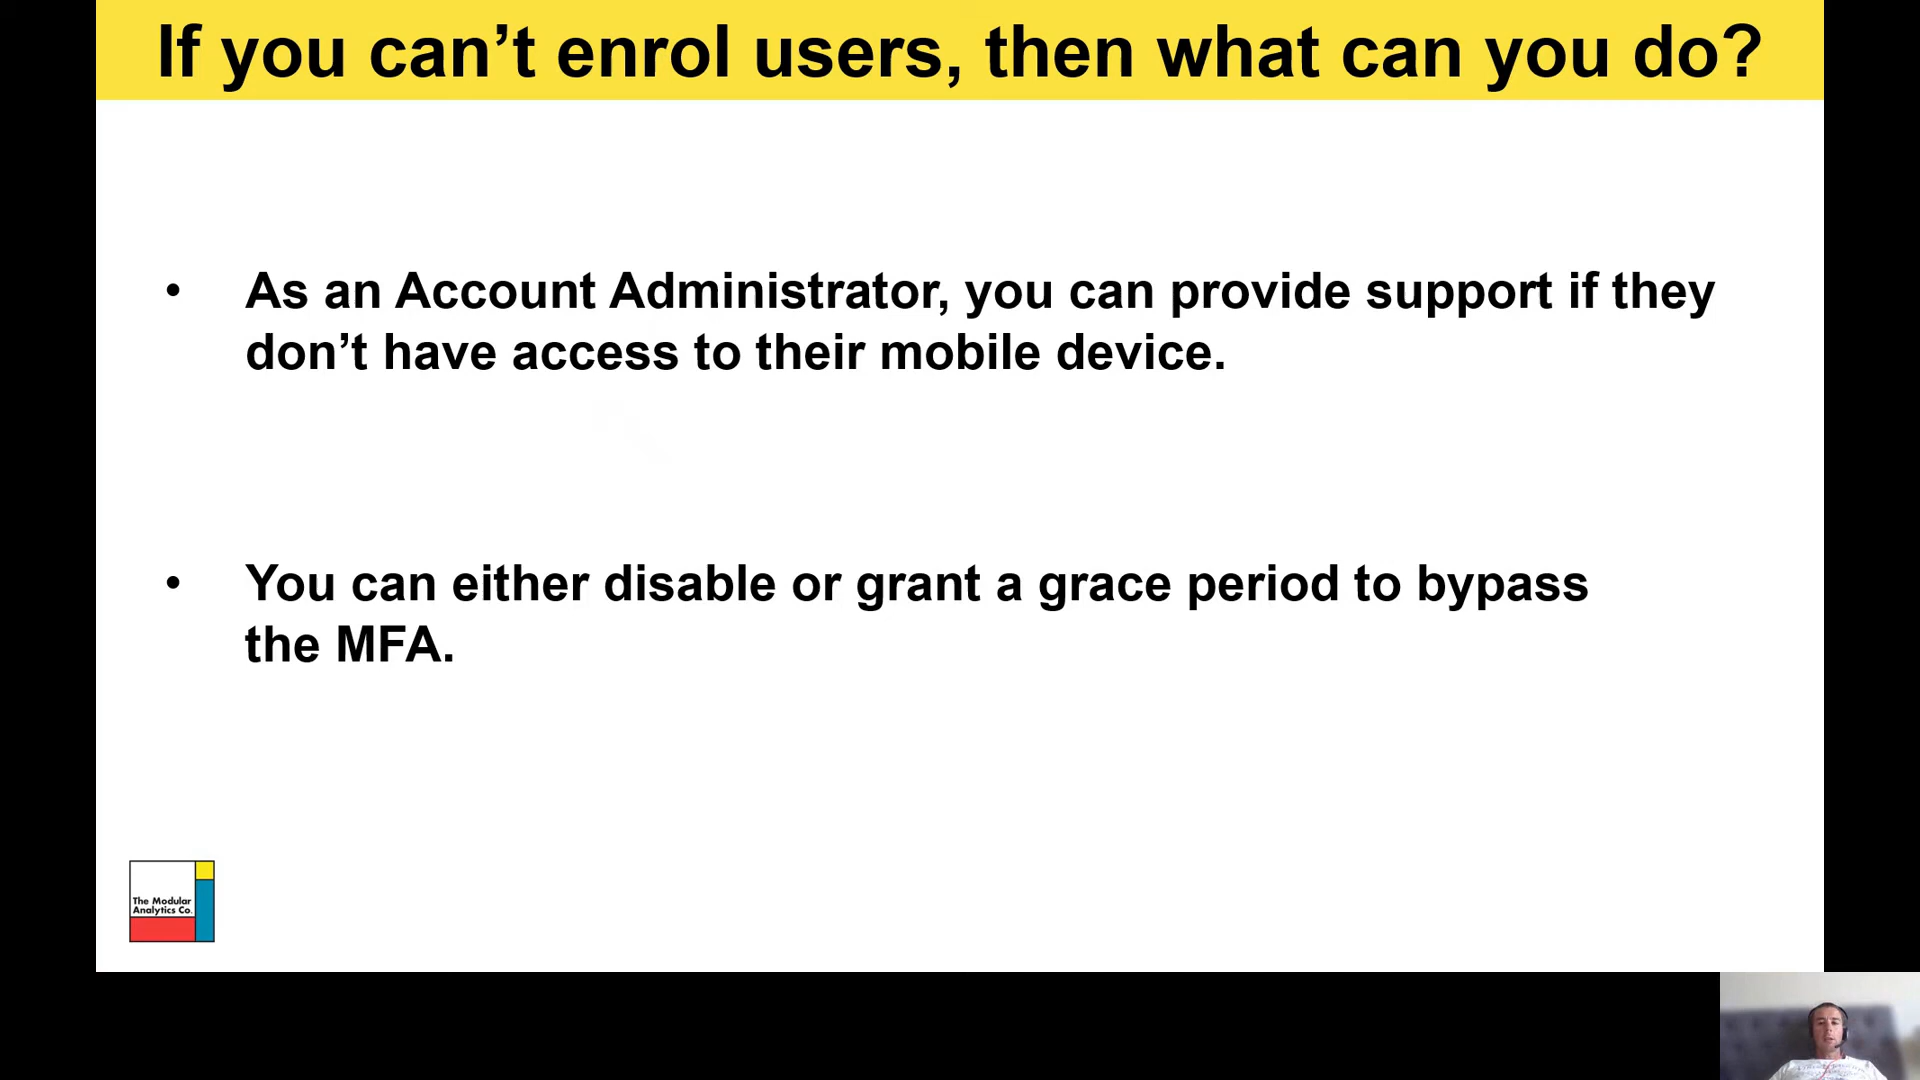 If you can’t enrol users, then what can you do?
• As an Account Administrator, you can provide support if they
don’t have access to their mobile device.
• You can either disable or grant a grace period to bypass
the MFA.
The Modular
Analytics Co.